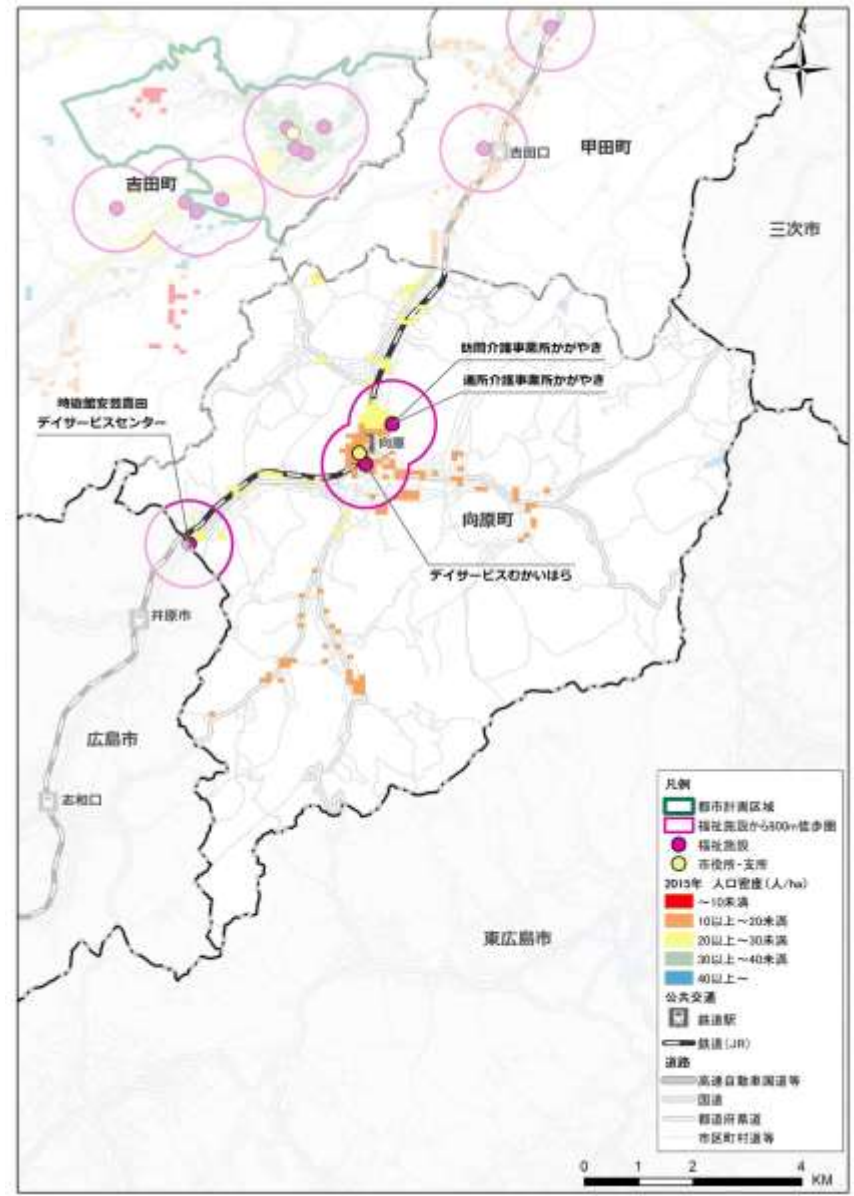 甲田町
吉田口
吉田町
三次市
訪問介護事業所かがやき
通所介護事業所かがやき
時遊館安芸高田
デイサービスセンター
向原
向原町
デイサービスむかいはら
井原市
広島市
志和口
東広島市
凡例
都市計画区域
福祉施設から800m徒歩圏
福祉施設
市役所・支所
2015年 人口密度(人/ha)
～10未満
10以上～20未満
20以上～30未満
30以上～40未満
40以上～
公共交通
鉄道駅
鉄道(JR)
道路
高速自動車国道等
国道
都道府県道
市区町村道等
0 1 2 4
KM